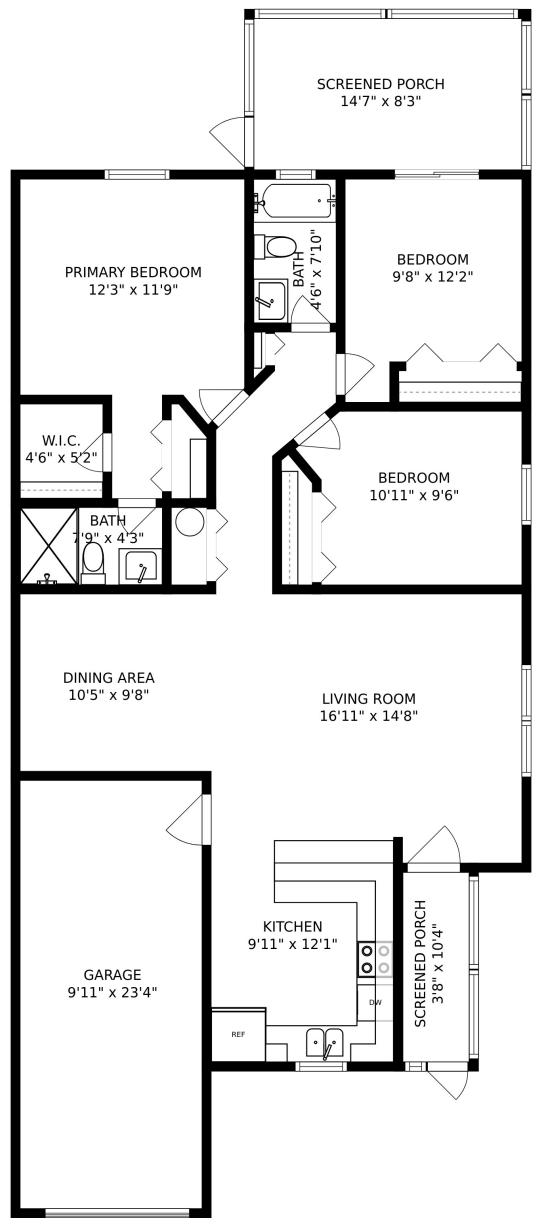 SCREENED PORCH
14'7" x 8'3"
PRIMARY BEDROOM
12'3" x 11'9"
BATH
4'6" x 7'10"
BEDROOM
9'8" x 12'2"
W.I.C.
4'6" x 5'2"
BEDROOM
10'11" x 9'6"
BATH
7'9" x 4'3"
DINING AREA
10'5" x 9'8"
LIVING ROOM
16'11" x 14'8"
KITCHEN
9'11" x 12'1"
SCREENED PORCH
3'8" x 10'4"
GARAGE
9'11" x 23'4"
DW
REF